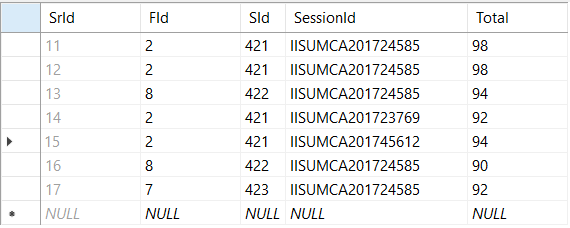 SrId FId SId SessionId Total
11 2 421 IISUMCA201724585 98
12 2 421 IISUMCA201724585 98
13 8 422 IISUMCA201724585 94
14 2 421 IISUMCA201723769 92
15 2 421 IISUMCA201745612 94
16 8 422 IISUMCA201724585 90
17 7 423 IISUMCA201724585 92
NULL NULL NULL NULL NULL